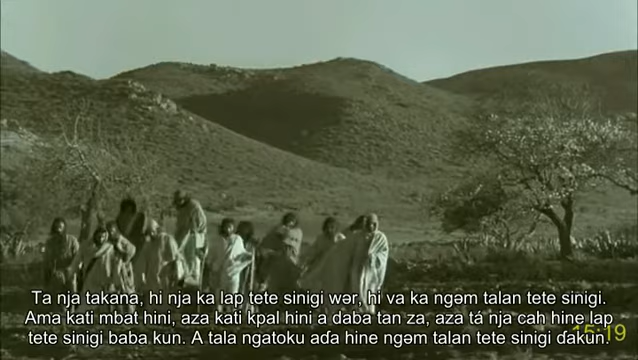 Ta nja takana, hi nja ka lap tete sinigi wər, hi va ka ngəm talan tete sinigi.
Ama kati mbat hini, aza kati kpal hini a daba tan za, aza tá nja cah hine lap
tete sinigi baba kun. A tala ngatoku aɗa hine ngəm talan tete sinigi ɗakun.
15:19